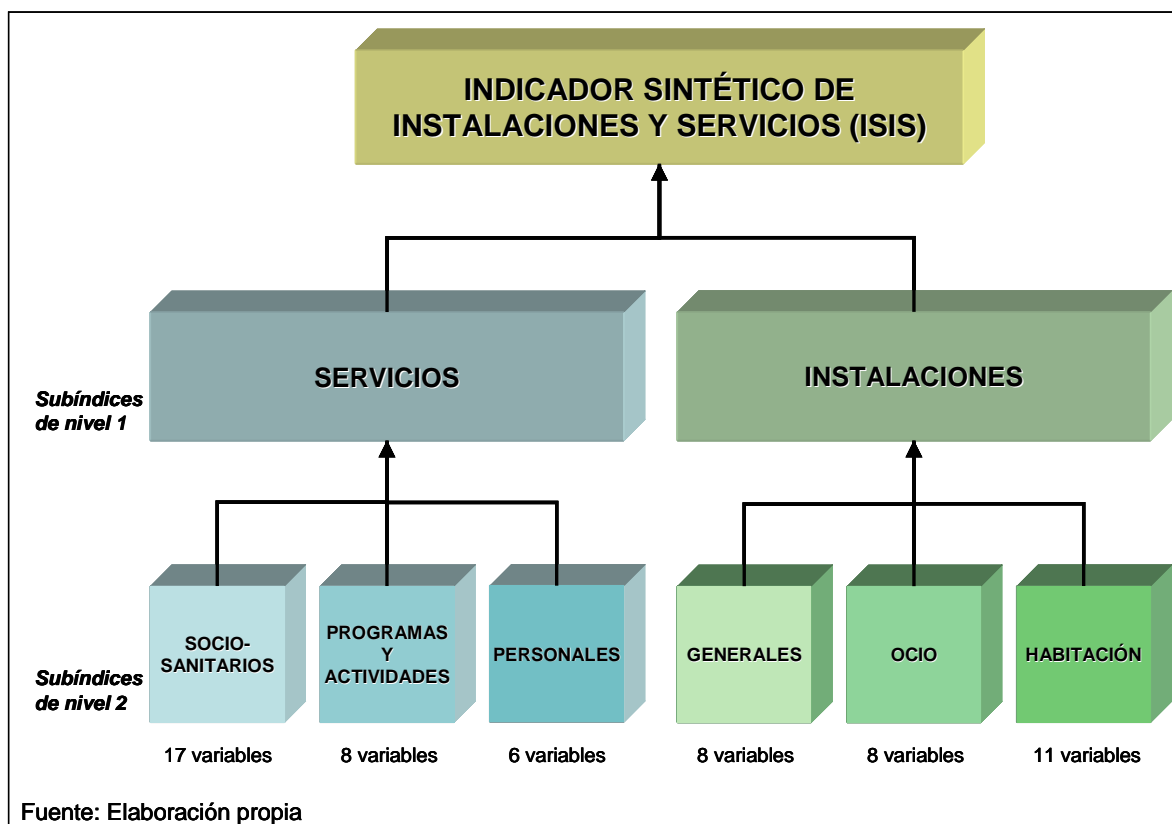 INDICADOR SINTÉTICO DE
INSTALACIONES Y SERVICIOS (ISIS)
SERVICIOS
INSTALACIONES
Subíndices
de nivel 1
SOCIO-
SANITARIOS
PROGRAMAS
Y
ACTIVIDADES
PERSONALES
GENERALES
OCIO
HABITACIÓN
Subíndices
de nivel 2
17 variables
8 variables
6 variables
8 variables
8 variables
11 variables
Fuente: Elaboración propia